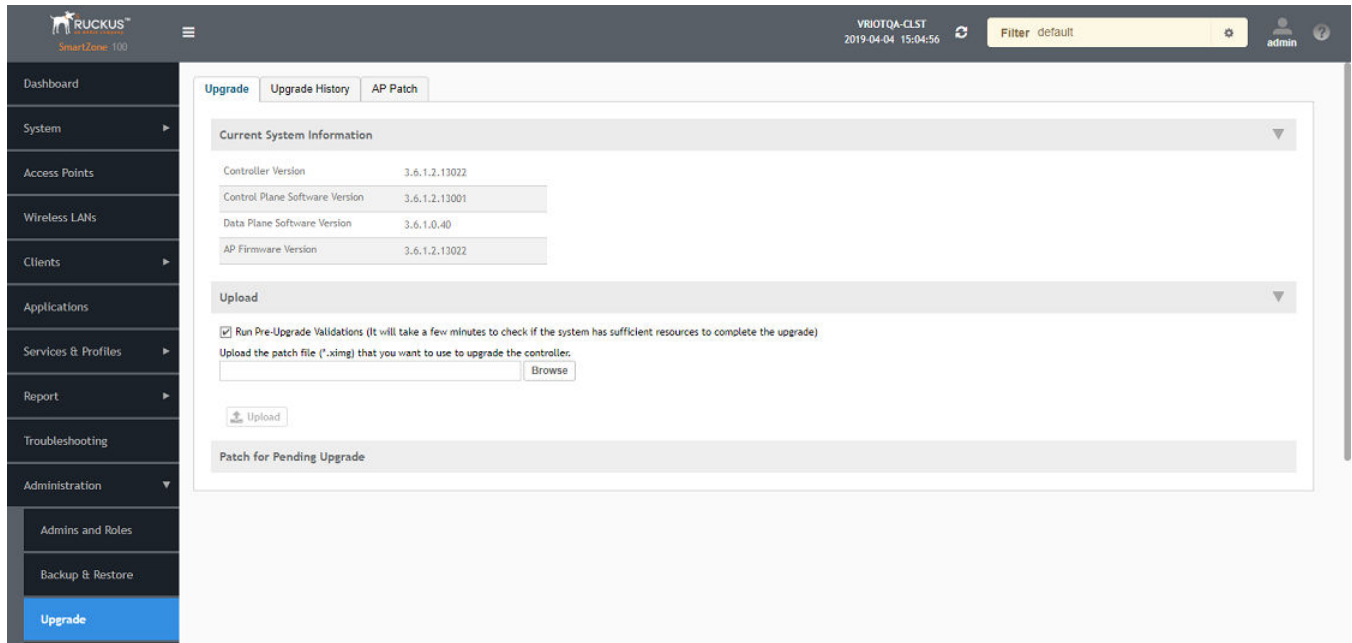 RUCKUS™
SmartZone 100
VRIOTQA-CLST
2019-04-04 15:04:56
Filter default
admin
Dashboard
System
Access Points
Wireless LANs
Clients
Applications
Services & Profiles
Report
Troubleshooting
Administration
Admins and Roles
Backup & Restore
Upgrade
Upgrade Upgrade History AP Patch
Current System Information
Controller Version 3.6.1.2.13022
Control Plane Software Version 3.6.1.2.13001
Data Plane Software Version 3.6.1.0.40
AP Firmware Version 3.6.1.2.13022
Upload
Run Pre-Upgrade Validations (It will take a few minutes to check if the system has sufficient resources to complete the upgrade)
Upload the patch file (*.ximg) that you want to use to upgrade the controller.
Browse
Upload
Patch for Pending Upgrade